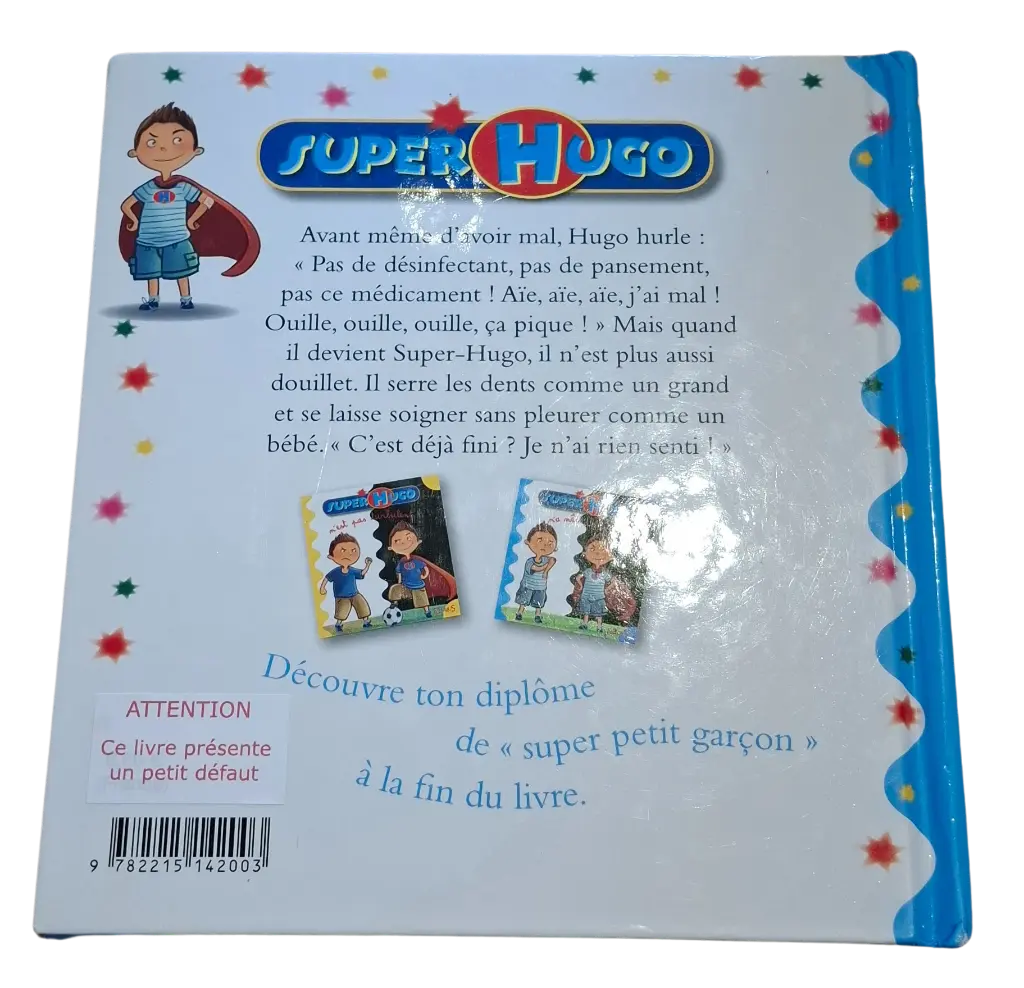 SUPER HUGO
Avant même d'avoir mal, Hugo hurle :
« Pas de désinfectant, pas de pansement,
pas ce médicament ! Aïe, aïe, aïe, j'ai mal !
Ouille, ouille, ouille, ça pique ! » Mais quand
il devient Super-Hugo, il n'est plus aussi
douillet. Il serre les dents comme un grand
et se laisse soigner sans pleurer comme un
bébé. « C'est déjà fini ? Je n'ai rien senti ! »
SUPER HUGO
n'est pas turbulent
SUPER H
n'a
Découvre ton diplôme
de « super petit garçon »
à la fin du livre.
ATTENTION
Ce livre présente
un petit défaut
9 782215 142003